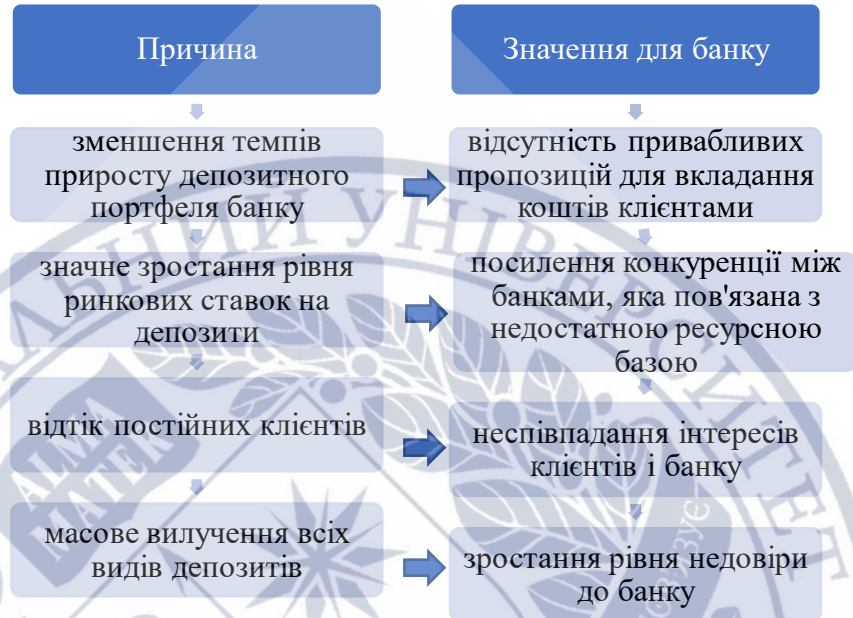 Причина
Значення для банку
зменшення темпів
приросту депозитного
портфеля банку
відсутність привабливих
пропозицій для вкладання
коштів клієнтами
значне зростання рівня
ринкових ставок на
депозити
посилення конкуренції між
банками, яка пов'язана з
недостатною ресурсною
базою
відтік постійних клієнтів
неспівпадання інтересів
клієнтів і банку
масове вилучення всіх
видів депозитів
зростання рівня недовіри
до банку
ALMA
MATER